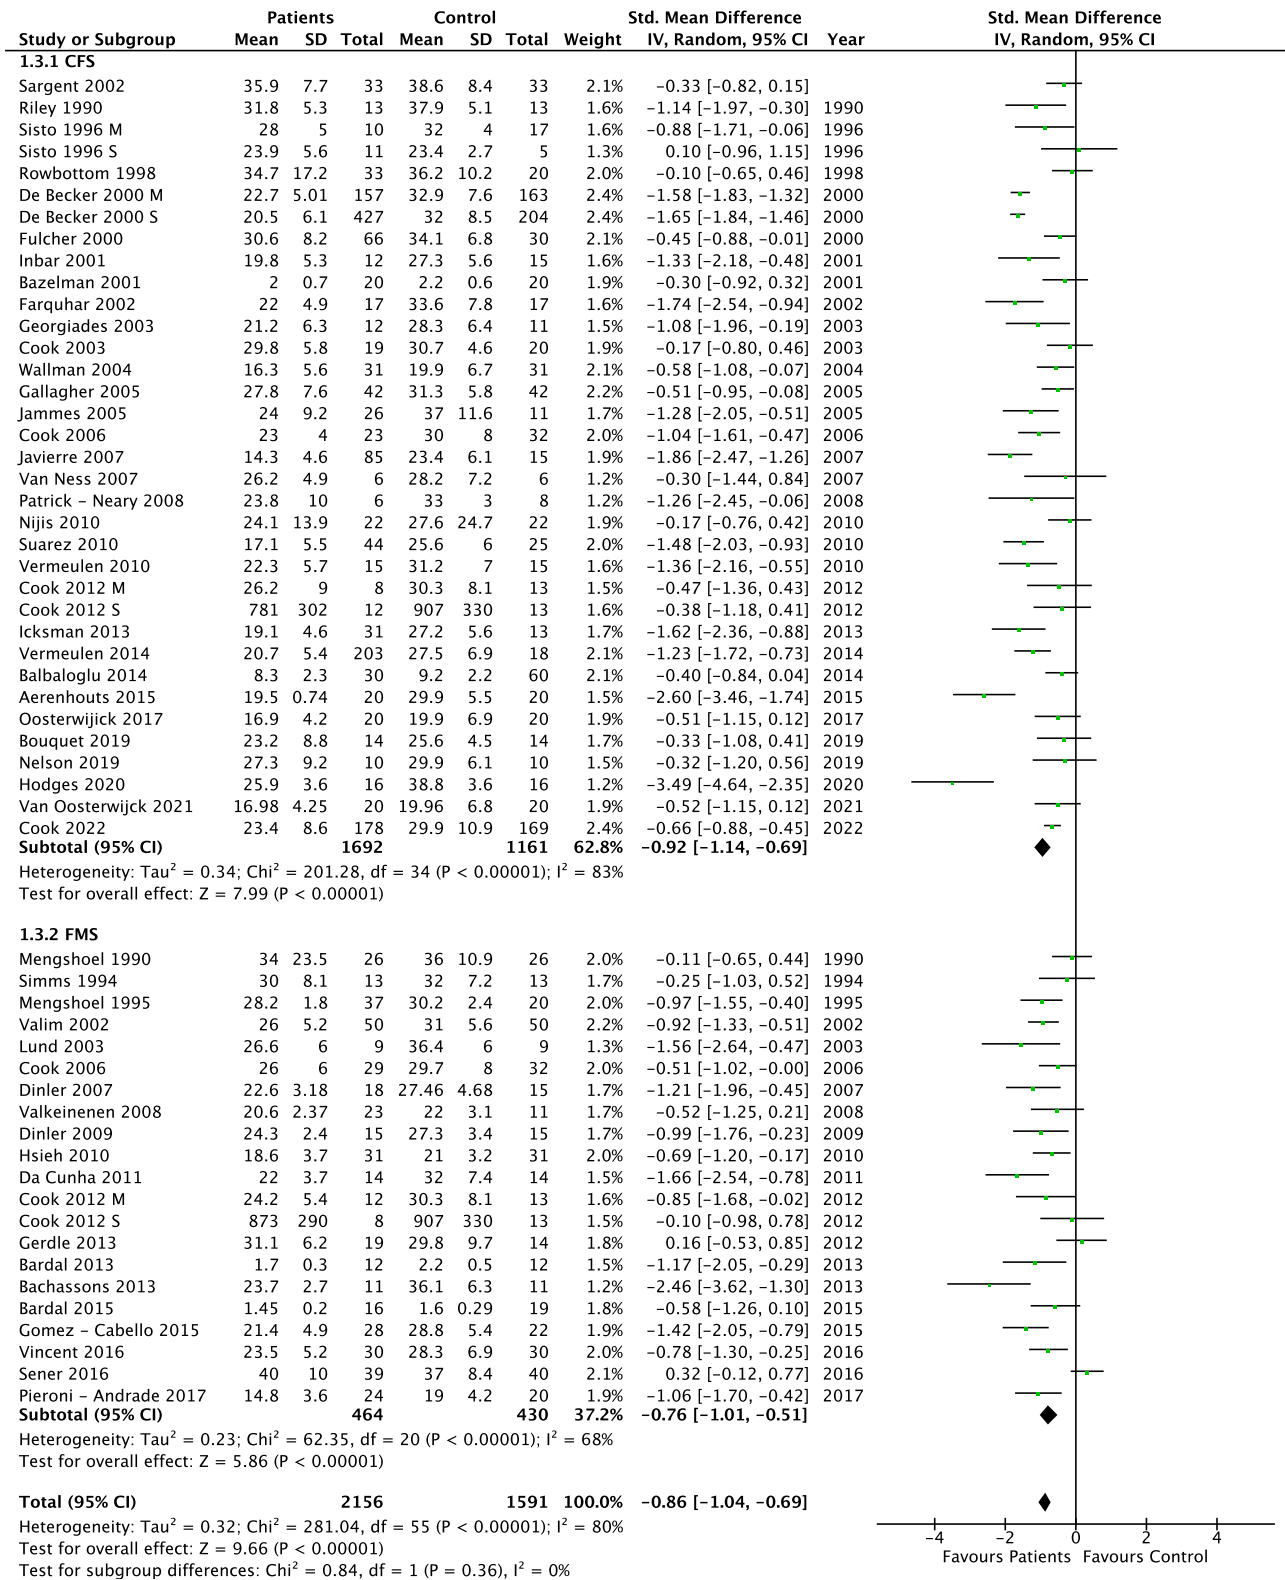 Patients Control Std. Mean Difference Std. Mean Difference
Study or Subgroup Mean SD Total Mean SD Total Weight IV, Random, 95% CI Year IV, Random, 95% CI
1.3.1 CFS
Sargent 2002 35.9 7.7 33 38.6 8.4 33 2.1% −0.33 [−0.82, 0.15]
Riley 1990 31.8 5.3 13 37.9 5.1 13 1.6% −1.14 [−1.97, −0.30] 1990
Sisto 1996 M 28 5 10 32 4 17 1.6% −0.88 [−1.71, −0.06] 1996
Sisto 1996 S 23.9 5.6 11 23.4 2.7 5 1.3% 0.10 [−0.96, 1.15] 1996
Rowbottom 1998 34.7 17.2 33 36.2 10.2 20 2.0% −0.10 [−0.65, 0.46] 1998
De Becker 2000 M 22.7 5.01 157 32.9 7.6 163 2.4% −1.58 [−1.83, −1.32] 2000
De Becker 2000 S 20.5 6.1 427 32 8.5 204 2.4% −1.65 [−1.84, −1.46] 2000
Fulcher 2000 30.6 8.2 66 34.1 6.8 30 2.1% −0.45 [−0.88, −0.01] 2000
Inbar 2001 19.8 5.3 12 27.3 5.6 15 1.6% −1.33 [−2.18, −0.48] 2001
Bazelman 2001 2 0.7 20 2.2 0.6 20 1.9% −0.30 [−0.92, 0.32] 2001
Farquhar 2002 22 4.9 17 33.6 7.8 17 1.6% −1.74 [−2.54, −0.94] 2002
Georgiades 2003 21.2 6.3 12 28.3 6.4 11 1.5% −1.08 [−1.96, −0.19] 2003
Cook 2003 29.8 5.8 19 30.7 4.6 20 1.9% −0.17 [−0.80, 0.46] 2003
Wallman 2004 16.3 5.6 31 19.9 6.7 31 2.1% −0.58 [−1.08, −0.07] 2004
Gallagher 2005 27.8 7.6 42 31.3 5.8 42 2.2% −0.51 [−0.95, −0.08] 2005
Jammes 2005 24 9.2 26 37 11.6 11 1.7% −1.28 [−2.05, −0.51] 2005
Cook 2006 23 4 23 30 8 32 2.0% −1.04 [−1.61, −0.47] 2006
Javierre 2007 14.3 4.6 85 23.4 6.1 15 1.9% −1.86 [−2.47, −1.26] 2007
Van Ness 2007 26.2 4.9 6 28.2 7.2 6 1.2% −0.30 [−1.44, 0.84] 2007
Patrick − Neary 2008 23.8 10 6 33 3 8 1.2% −1.26 [−2.45, −0.06] 2008
Nijis 2010 24.1 13.9 22 27.6 24.7 22 1.9% −0.17 [−0.76, 0.42] 2010
Suarez 2010 17.1 5.5 44 25.6 6 25 2.0% −1.48 [−2.03, −0.93] 2010
Vermeulen 2010 22.3 5.7 15 31.2 7 15 1.6% −1.36 [−2.16, −0.55] 2010
Cook 2012 M 26.2 9 8 30.3 8.1 13 1.5% −0.47 [−1.36, 0.43] 2012
Cook 2012 S 781 302 12 907 330 13 1.6% −0.38 [−1.18, 0.41] 2012
Icksman 2013 19.1 4.6 31 27.2 5.6 13 1.7% −1.62 [−2.36, −0.88] 2013
Vermeulen 2014 20.7 5.4 203 27.5 6.9 18 2.1% −1.23 [−1.72, −0.73] 2014
Balbaloglu 2014 8.3 2.3 30 9.2 2.2 60 2.1% −0.40 [−0.84, 0.04] 2014
Aerenhouts 2015 19.5 0.74 20 29.9 5.5 20 1.5% −2.60 [−3.46, −1.74] 2015
Oosterwijick 2017 16.9 4.2 20 19.9 6.9 20 1.9% −0.51 [−1.15, 0.12] 2017
Bouquet 2019 23.2 8.8 14 25.6 4.5 14 1.7% −0.33 [−1.08, 0.41] 2019
Nelson 2019 27.3 9.2 10 29.9 6.1 10 1.5% −0.32 [−1.20, 0.56] 2019
Hodges 2020 25.9 3.6 16 38.8 3.6 16 1.2% −3.49 [−4.64, −2.35] 2020
Van Oosterwijck 2021 16.98 4.25 20 19.96 6.8 20 1.9% −0.52 [−1.15, 0.12] 2021
Cook 2022 23.4 8.6 178 29.9 10.9 169 2.4% −0.66 [−0.88, −0.45] 2022
Subtotal (95% CI) 1692 1161 62.8% −0.92 [−1.14, −0.69]
Heterogeneity: Tau² = 0.34; Chi² = 201.28, df = 34 (P < 0.00001); I² = 83%
Test for overall effect: Z = 7.99 (P < 0.00001)
1.3.2 FMS
Mengshoel 1990 34 23.5 26 36 10.9 26 2.0% −0.11 [−0.65, 0.44] 1990
Simms 1994 30 8.1 13 32 7.2 13 1.7% −0.25 [−1.03, 0.52] 1994
Mengshoel 1995 28.2 1.8 37 30.2 2.4 20 2.0% −0.97 [−1.55, −0.40] 1995
Valim 2002 26 5.2 50 31 5.6 50 2.2% −0.92 [−1.33, −0.51] 2002
Lund 2003 26.6 6 9 36.4 6 9 1.3% −1.56 [−2.64, −0.47] 2003
Cook 2006 26 6 29 29.7 8 32 2.0% −0.51 [−1.02, −0.00] 2006
Dinler 2007 22.6 3.18 18 27.46 4.68 15 1.7% −1.21 [−1.96, −0.45] 2007
Valkeinenen 2008 20.6 2.37 23 22 3.1 11 1.7% −0.52 [−1.25, 0.21] 2008
Dinler 2009 24.3 2.4 15 27.3 3.4 15 1.7% −0.99 [−1.76, −0.23] 2009
Hsieh 2010 18.6 3.7 31 21 3.2 31 2.0% −0.69 [−1.20, −0.17] 2010
Da Cunha 2011 22 3.7 14 32 7.4 14 1.5% −1.66 [−2.54, −0.78] 2011
Cook 2012 M 24.2 5.4 12 30.3 8.1 13 1.6% −0.85 [−1.68, −0.02] 2012
Cook 2012 S 873 290 8 907 330 13 1.5% −0.10 [−0.98, 0.78] 2012
Gerdle 2013 31.1 6.2 19 29.8 9.7 14 1.8% 0.16 [−0.53, 0.85] 2012
Bardal 2013 1.7 0.3 12 2.2 0.5 12 1.5% −1.17 [−2.05, −0.29] 2013
Bachassons 2013 23.7 2.7 11 36.1 6.3 11 1.2% −2.46 [−3.62, −1.30] 2013
Bardal 2015 1.45 0.2 16 1.6 0.29 19 1.8% −0.58 [−1.26, 0.10] 2015
Gomez − Cabello 2015 21.4 4.9 28 28.8 5.4 22 1.9% −1.42 [−2.05, −0.79] 2015
Vincent 2016 23.5 5.2 30 28.3 6.9 30 2.0% −0.78 [−1.30, −0.25] 2016
Sener 2016 40 10 39 37 8.4 40 2.1% 0.32 [−0.12, 0.77] 2016
Pieroni − Andrade 2017 14.8 3.6 24 19 4.2 20 1.9% −1.06 [−1.70, −0.42] 2017
Subtotal (95% CI) 464 430 37.2% −0.76 [−1.01, −0.51]
Heterogeneity: Tau² = 0.23; Chi² = 62.35, df = 20 (P < 0.00001); I² = 68%
Test for overall effect: Z = 5.86 (P < 0.00001)
Total (95% CI) 2156 1591 100.0% −0.86 [−1.04, −0.69]
Heterogeneity: Tau² = 0.32; Chi² = 281.04, df = 55 (P < 0.00001); I² = 80%
Test for overall effect: Z = 9.66 (P < 0.00001)
Test for subgroup differences: Chi² = 0.84, df = 1 (P = 0.36), I² = 0%
−4 −2 0 2 4
Favours Patients Favours Control